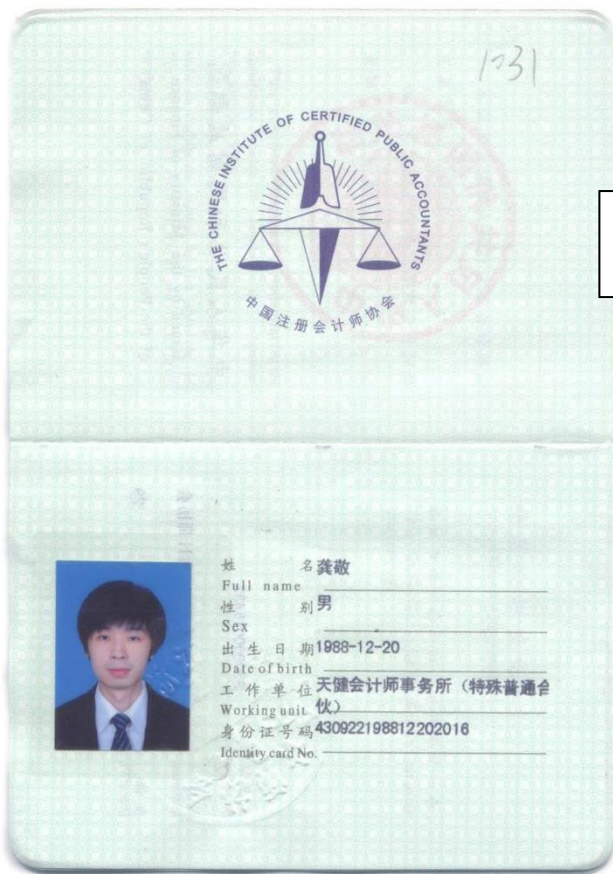 1031
THE CHINESE INSTITUTE OF CERTIFIED PUBLIC ACCOUNTANTS
中国注册会计师协会
姓 名 龚敬
Full name
性 别 男
Sex
出生日期 1988-12-20
Date of birth
工作单位 天健会计师事务所（特殊普通合
Working unit 伙）
身份证号码 430922198812202016
Identity card No.